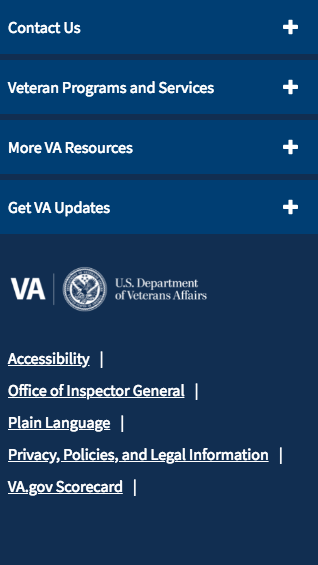 Contact Us
Veteran Programs and Services
More VA Resources
Get VA Updates
VA | U.S. Department
of Veterans Affairs
Accessibility |
Office of Inspector General |
Plain Language |
Privacy, Policies, and Legal Information |
VA.gov Scorecard |